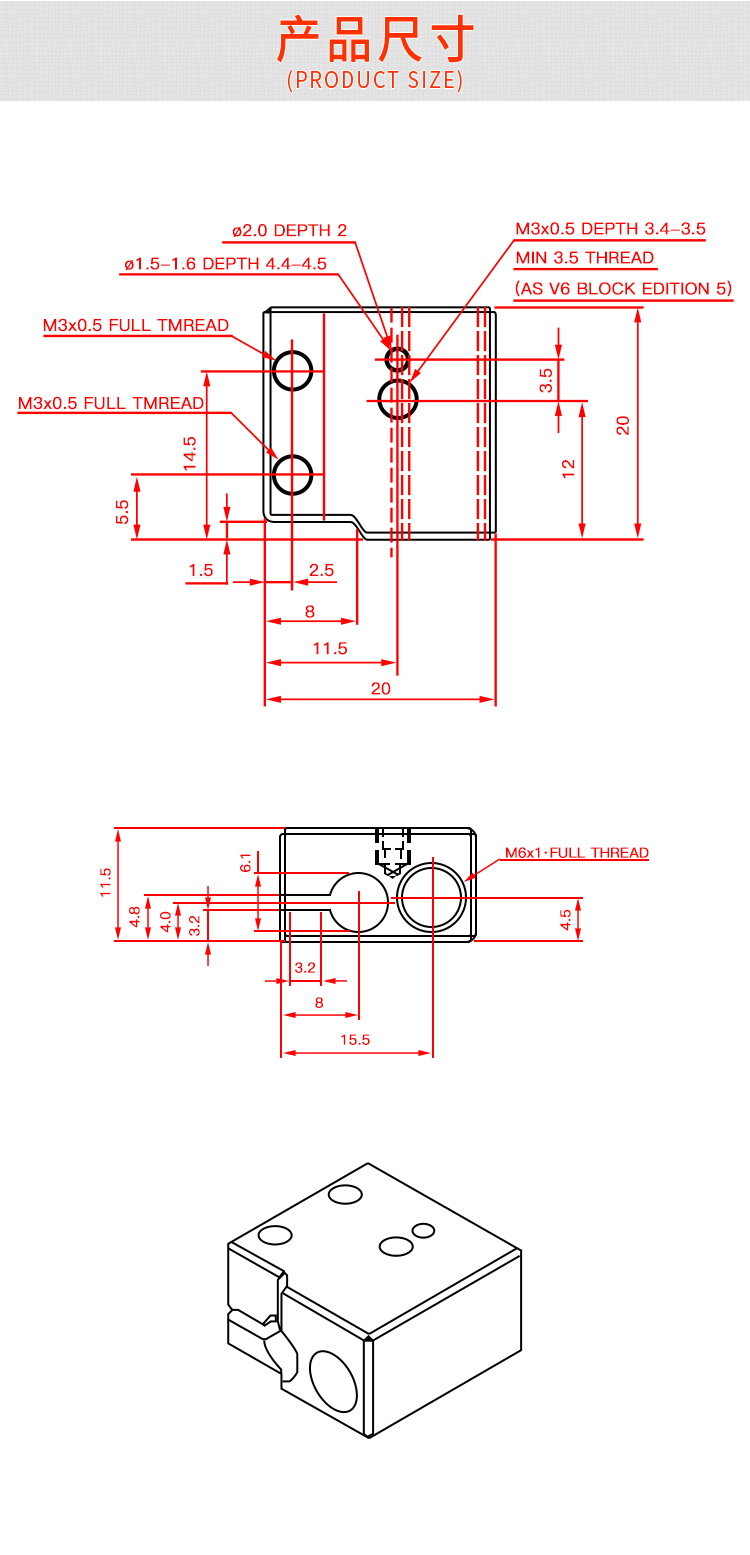 产品尺寸
(PRODUCT SIZE)
ø2.0 DEPTH 2
M3x0.5 DEPTH 3.4-3.5
ø1.5-1.6 DEPTH 4.4-4.5
MIN 3.5 THREAD
(AS V6 BLOCK EDITION 5)
M3x0.5 FULL TMREAD
M3x0.5 FULL TMREAD
3.5
20
14.5
12
5.5
1.5
2.5
8
11.5
20
M6x1·FULL THREAD
6.1
11.5
4.8
4.0
3.2
4.5
3.2
8
15.5